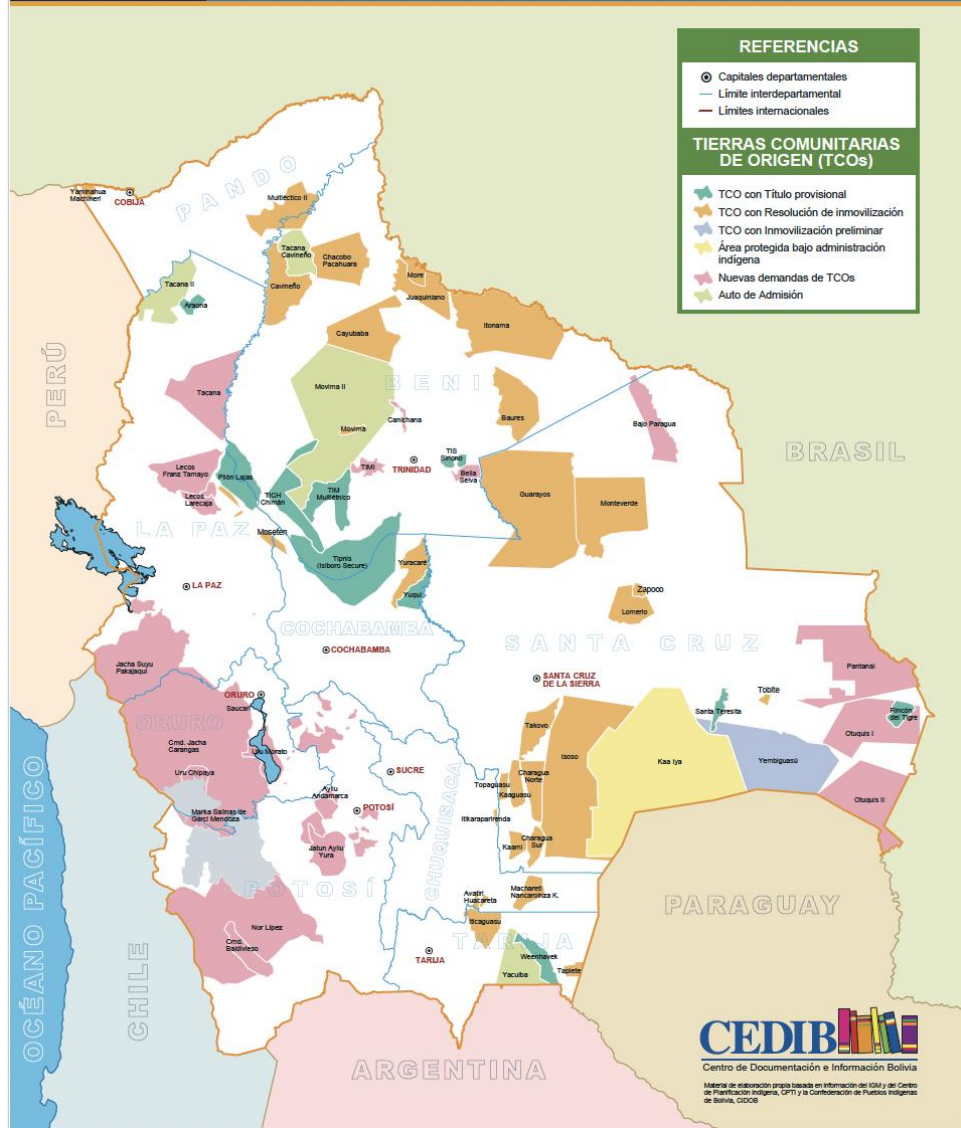 REFERENCIAS
Capitales departamentales
Límite interdepartamental
Límites internacionales
TIERRAS COMUNITARIAS
DE ORIGEN (TCOs)
TCO con Título provisional
TCO con Resolución de inmovilización
TCO con Inmovilización preliminar
Área protegida bajo administración
indígena
Nuevas demandas de TCOs
Auto de Admisión
PANDO
Yaminahua
Machineri
COBIJA
Multiéctico II
Tacana
Cavineño
Chacobo
Pacahuara
Cavineño
More
Juaquiniano
Itonama
Tacana II
Araona
Cayubaba
PERÚ
Tacana
Movima II
BENI
Canichana
Movima
Baures
Bajo Paragua
BRASIL
Lecos
Franz Tamayo
Pilón Lajas
TIMI
TRINIDAD
TIS
Sirionó
Bella
Selva
Lecos
Larecaja
TICH
Chimán
TIM
Multiétnico
Guarayos
Monteverde
LA PAZ
Mosetén
Tipnis
(Isiboro Secure)
Yuracare
Yuqui
LA PAZ
Zapoco
Lomerio
COCHABAMBA
SANTA CRUZ
COCHABAMBA
Jacha Suyu
Pakajaqui
Pantanal
SANTA CRUZ
DE LA SIERRA
ORURO
Saucari
Tobite
Santa Teresita
Rincón
del Tigre
ORURO
Takovo
Otuquis I
Cmd. Jacha
Carangas
Uru Morato
Isoso
Kaa Iya
Yembiguasú
Uru Chipaya
SUCRE
Topaguasu
Kaaguasu
Charagua
Norte
Ayllu
Andamarca
Otuquis II
Marka Salinas de
Garci Mendoza
POTOSÍ
Itikaraparirenda
Jatun Ayllu
Yura
Kaami
Charagua
Sur
CHUQUISACA
POTOSÍ
Avatiri
Huacareta
Machareti
Nancaroinza K.
PARAGUAY
Nor Lípez
Iticaguasu
Cmd.
Baldivieso
TARIJA
TARIJA
Weenhayek
Yacuiba
Tapiete
OCÉANO PACÍFICO
CHILE
ARGENTINA
CEDIB
Centro de Documentación e Información Bolivia
Material de elaboración propia basada en información del IGM y del Centro
de Planificación Indígena, CPTI y la Confederación de Pueblos Indígenas
de Bolivia, CIDOB